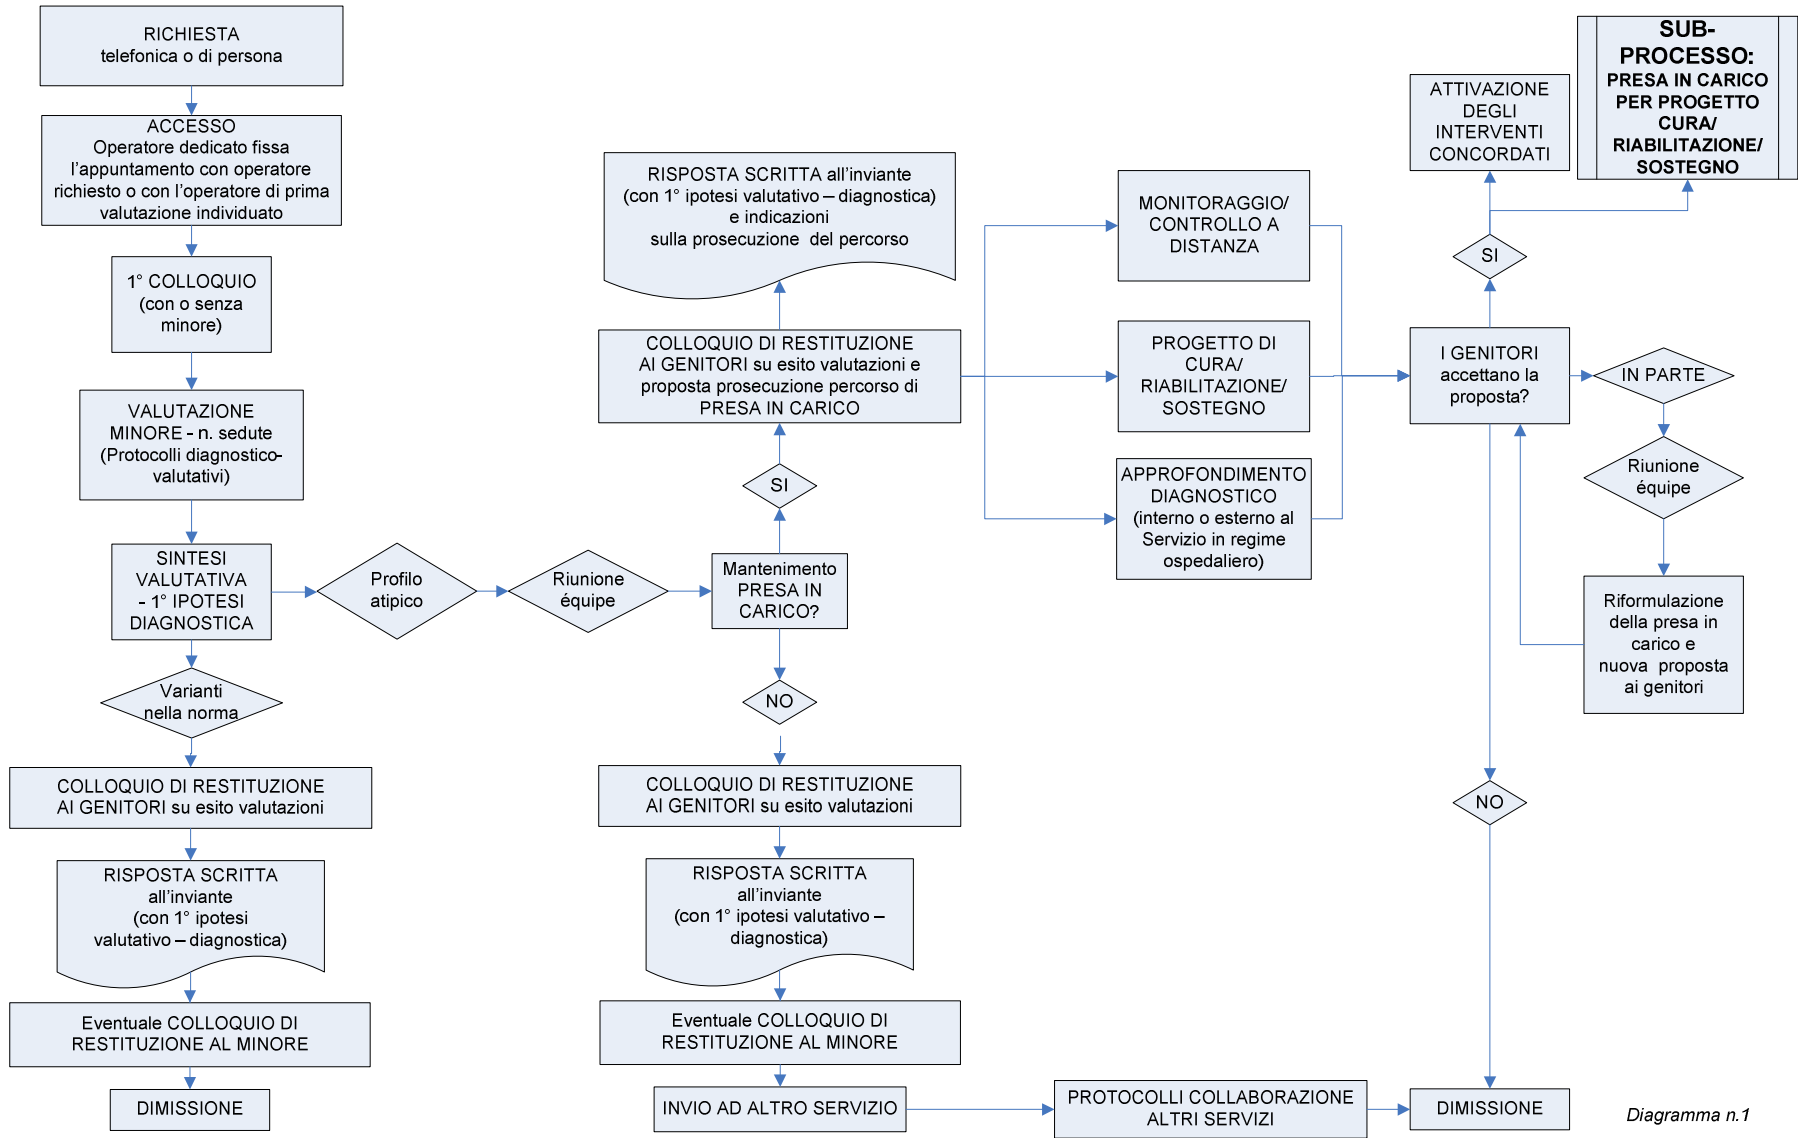 RICHIESTA
telefonica o di persona
ACCESSO
Operatore dedicato fissa
l'appuntamento con operatore
richiesto o con l'operatore di prima
valutazione individuato
1° COLLOQUIO
(con o senza
minore)
VALUTAZIONE
MINORE - n. sedute
(Protocolli diagnostico-
valutativi)
SINTESI
VALUTATIVA
- 1° IPOTESI
DIAGNOSTICA
Varianti
nella norma
COLLOQUIO DI RESTITUZIONE
AI GENITORI su esito valutazioni
RISPOSTA SCRITTA
all'inviante
(con 1° ipotesi
valutativo – diagnostica)
Eventuale COLLOQUIO DI
RESTITUZIONE AL MINORE
DIMISSIONE
Profilo
atipico
Riunione
équipe
Mantenimento
PRESA IN
CARICO?
SI
COLLOQUIO DI RESTITUZIONE
AI GENITORI su esito valutazioni e
proposta prosecuzione percorso di
PRESA IN CARICO
RISPOSTA SCRITTA all'inviante
(con 1° ipotesi valutativo – diagnostica)
e indicazioni
sulla prosecuzione  del percorso
NO
COLLOQUIO DI RESTITUZIONE
AI GENITORI su esito valutazioni
RISPOSTA SCRITTA
all'inviante
(con 1° ipotesi valutativo –
diagnostica)
Eventuale COLLOQUIO DI
RESTITUZIONE AL MINORE
INVIO AD ALTRO SERVIZIO
PROTOCOLLI COLLABORAZIONE
ALTRI SERVIZI
DIMISSIONE
MONITORAGGIO/
CONTROLLO A
DISTANZA
PROGETTO DI
CURA/
RIABILITAZIONE/
SOSTEGNO
APPROFONDIMENTO
DIAGNOSTICO
(interno o esterno al
Servizio in regime
ospedaliero)
I GENITORI
accettano la
proposta?
SI
ATTIVAZIONE
DEGLI
INTERVENTI
CONCORDATI
SUB-
PROCESSO:
PRESA IN CARICO
PER PROGETTO
CURA/
RIABILITAZIONE/
SOSTEGNO
IN PARTE
Riunione
équipe
Riformulazione
della presa in
carico e
nuova  proposta
ai genitori
NO
Diagramma n.1